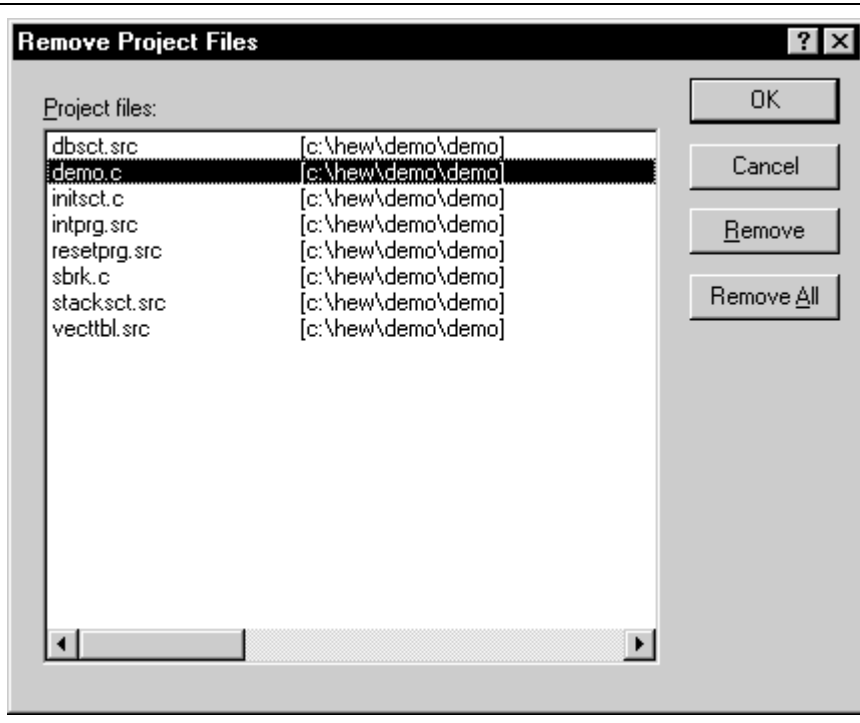 Remove Project Files
Project files:
dbsct.src [c:\hew\demo\demo]
demo.c [c:\hew\demo\demo]
initsct.c [c:\hew\demo\demo]
intprg.src [c:\hew\demo\demo]
resetprg.src [c:\hew\demo\demo]
sbrk.c [c:\hew\demo\demo]
stacksct.src [c:\hew\demo\demo]
vecttbl.src [c:\hew\demo\demo]
OK
Cancel
Remove
Remove All